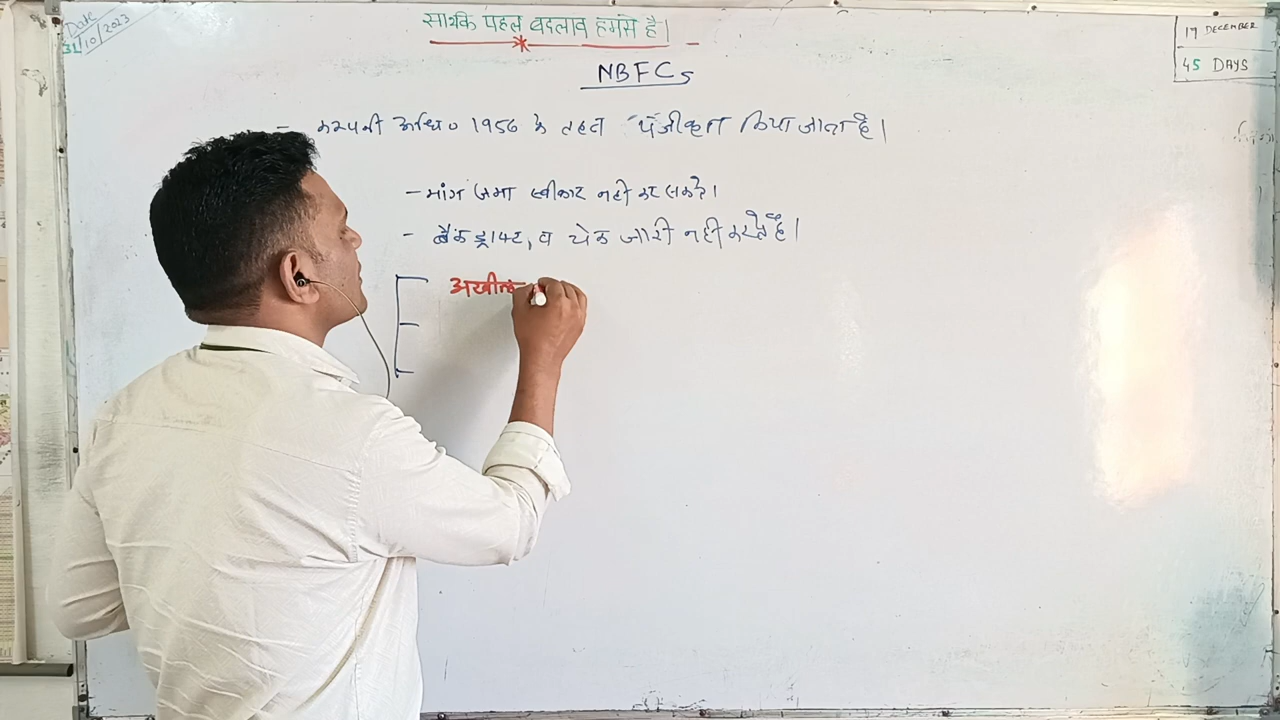 Date 31/10/2023
सार्थक पहल बदलाव हमसे है।
17 DECEMBER
45 DAYS
NBFCs
- कम्पनी अधि० 1956 के तहत पंजीकृत किया जाता है।
- मांग जमा स्वीकार नहीं कर सकते।
- बैंक ड्राफ्ट, व चेक जारी नहीं करते है।
अखील